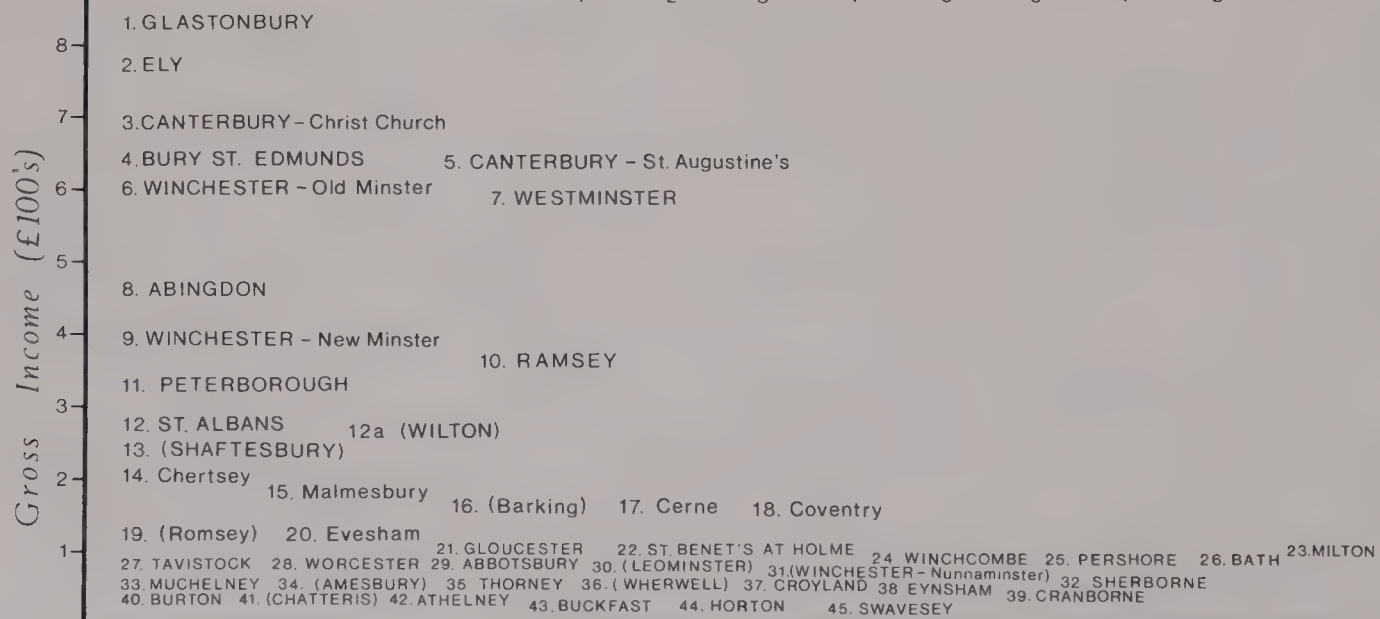 1. GLASTONBURY
8
2. ELY
7
3. CANTERBURY – Christ Church
4. BURY ST. EDMUNDS 5. CANTERBURY – St. Augustine's
6 6. WINCHESTER – Old Minster 7. WESTMINSTER
5
8. ABINGDON
4 9. WINCHESTER – New Minster
10. RAMSEY
11. PETERBOROUGH
3
12. ST. ALBANS 12a (WILTON)
13. (SHAFTESBURY)
2 14. Chertsey
15. Malmesbury 16. (Barking) 17. Cerne 18. Coventry
19. (Romsey) 20. Evesham
1 21. GLOUCESTER 22. ST. BENET'S AT HOLME 23. MILTON
24 WINCHCOMBE 25. PERSHORE 26. BATH
27. TAVISTOCK 28. WORCESTER 29. ABBOTSBURY 30. (LEOMINSTER) 31. (WINCHESTER – Nunnaminster) 32 SHERBORNE
33. MUCHELNEY 34. (AMESBURY) 35 THORNEY 36. (WHERWELL) 37. CROYLAND 38 EYNSHAM 39. CRANBORNE
40. BURTON 41. (CHATTERIS) 42. ATHELNEY 43. BUCKFAST 44. HORTON 45. SWAVESEY
Gross Income (£100's)